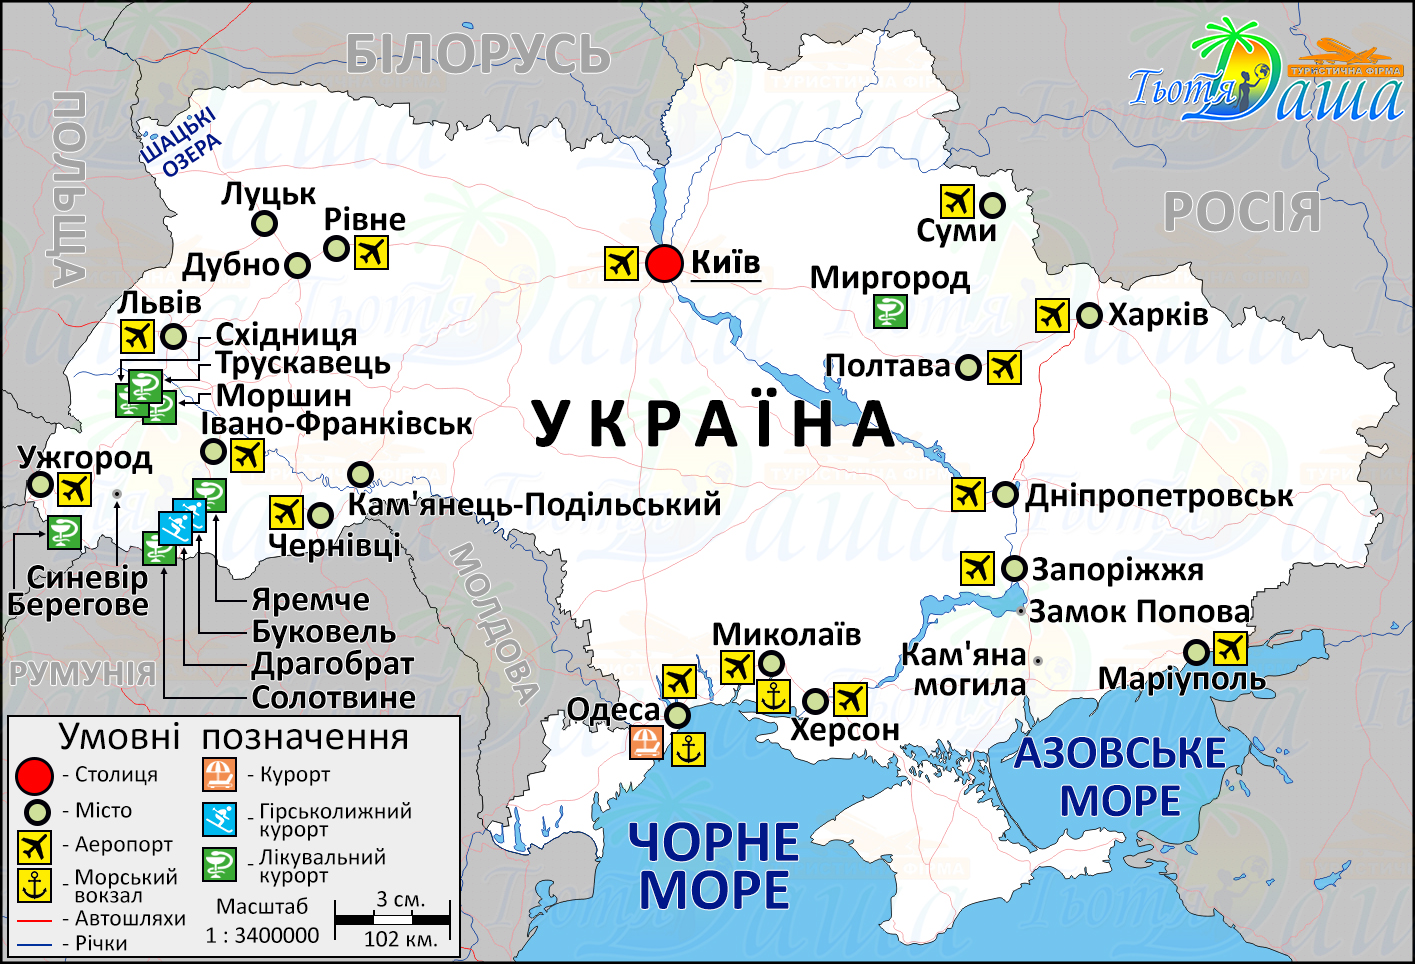 БІЛОРУСЬ
ПОЛЬЩА
ШАЦЬКІ
ОЗЕРА
Тьотя Даша
ТУРИСТИЧНА ФІРМА
РОСІЯ
Луцьк
Рівне
Дубно
Суми
Київ
Миргород
Львів
Харків
Східниця
Трускавець
Полтава
Моршин
Івано-Франківськ
УКРАЇНА
Ужгород
Кам'янець-Подільський
Дніпропетровськ
Чернівці
МОЛДОВА
Синевір
Берегове
Запоріжжя
Яремче
Замок Попова
Буковель
Миколаїв
Драгобрат
Кам'яна
могила
РУМУНІЯ
Маріуполь
Солотвине
Одеса
Херсон
АЗОВСЬКЕ
МОРЕ
ЧОРНЕ
МОРЕ
Умовні позначення
- Столиця
- Місто
- Аеропорт
- Морський
вокзал
- Автошляхи
- Річки
- Курорт
- Гірськолижний
курорт
- Лікувальний
курорт
Масштаб
1 : 3400000
3 см.
102 км.